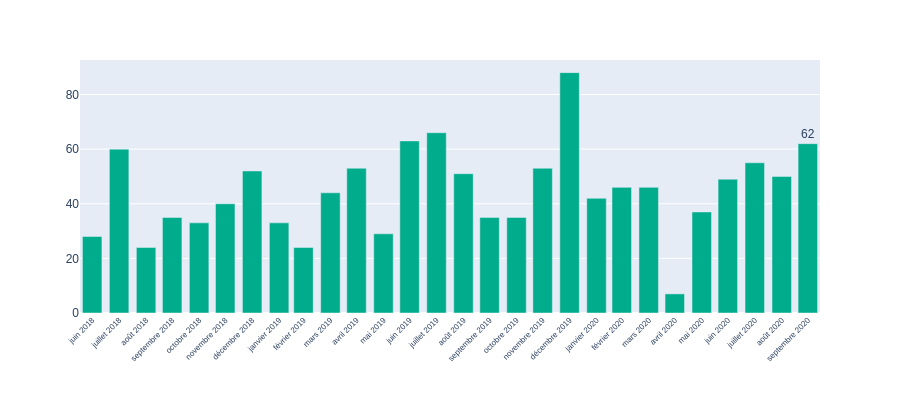 80
60
40
20
0
62
juin 2018
juillet 2018
août 2018
septembre 2018
octobre 2018
novembre 2018
décembre 2018
janvier 2019
février 2019
mars 2019
avril 2019
mai 2019
juin 2019
juillet 2019
août 2019
septembre 2019
octobre 2019
novembre 2019
décembre 2019
janvier 2020
février 2020
mars 2020
avril 2020
mai 2020
juin 2020
juillet 2020
août 2020
septembre 2020